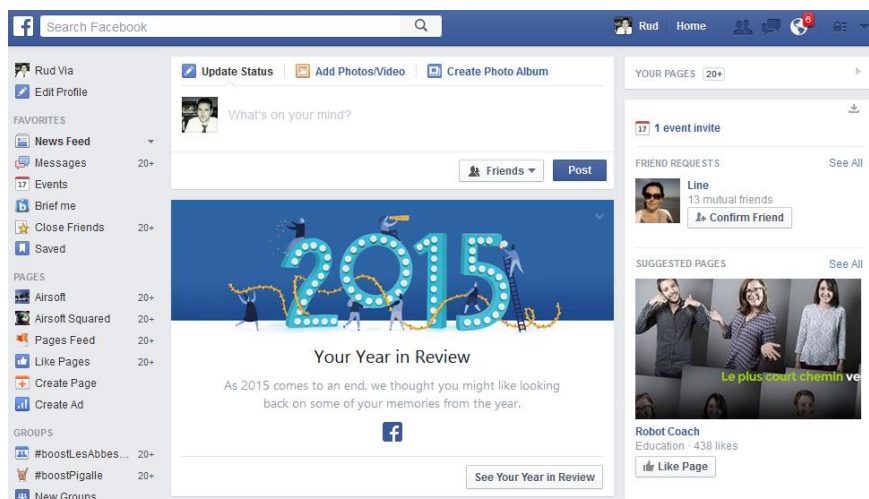 Search Facebook
Rud
Home
6
Rud Via
Edit Profile
FAVORITES
News Feed
Messages 20+
17 Events
Brief me
Close Friends 20+
Saved
PAGES
Airsoft 20+
Airsoft Squared 20+
Pages Feed 20+
Like Pages 20+
Create Page
Create Ad
GROUPS
#boostLesAbbes... 20+
#boostPigalle 20+
New Groups
Update Status
Add Photos/Video
Create Photo Album
What's on your mind?
Friends
Post
2015
Your Year in Review
As 2015 comes to an end, we thought you might like looking
back on some of your memories from the year.
See Your Year in Review
YOUR PAGES 20+
17 1 event invite
FRIEND REQUESTS See All
Line
13 mutual friends
Confirm Friend
SUGGESTED PAGES See All
Le plus court chemin ve
Robot Coach
Education · 438 likes
Like Page